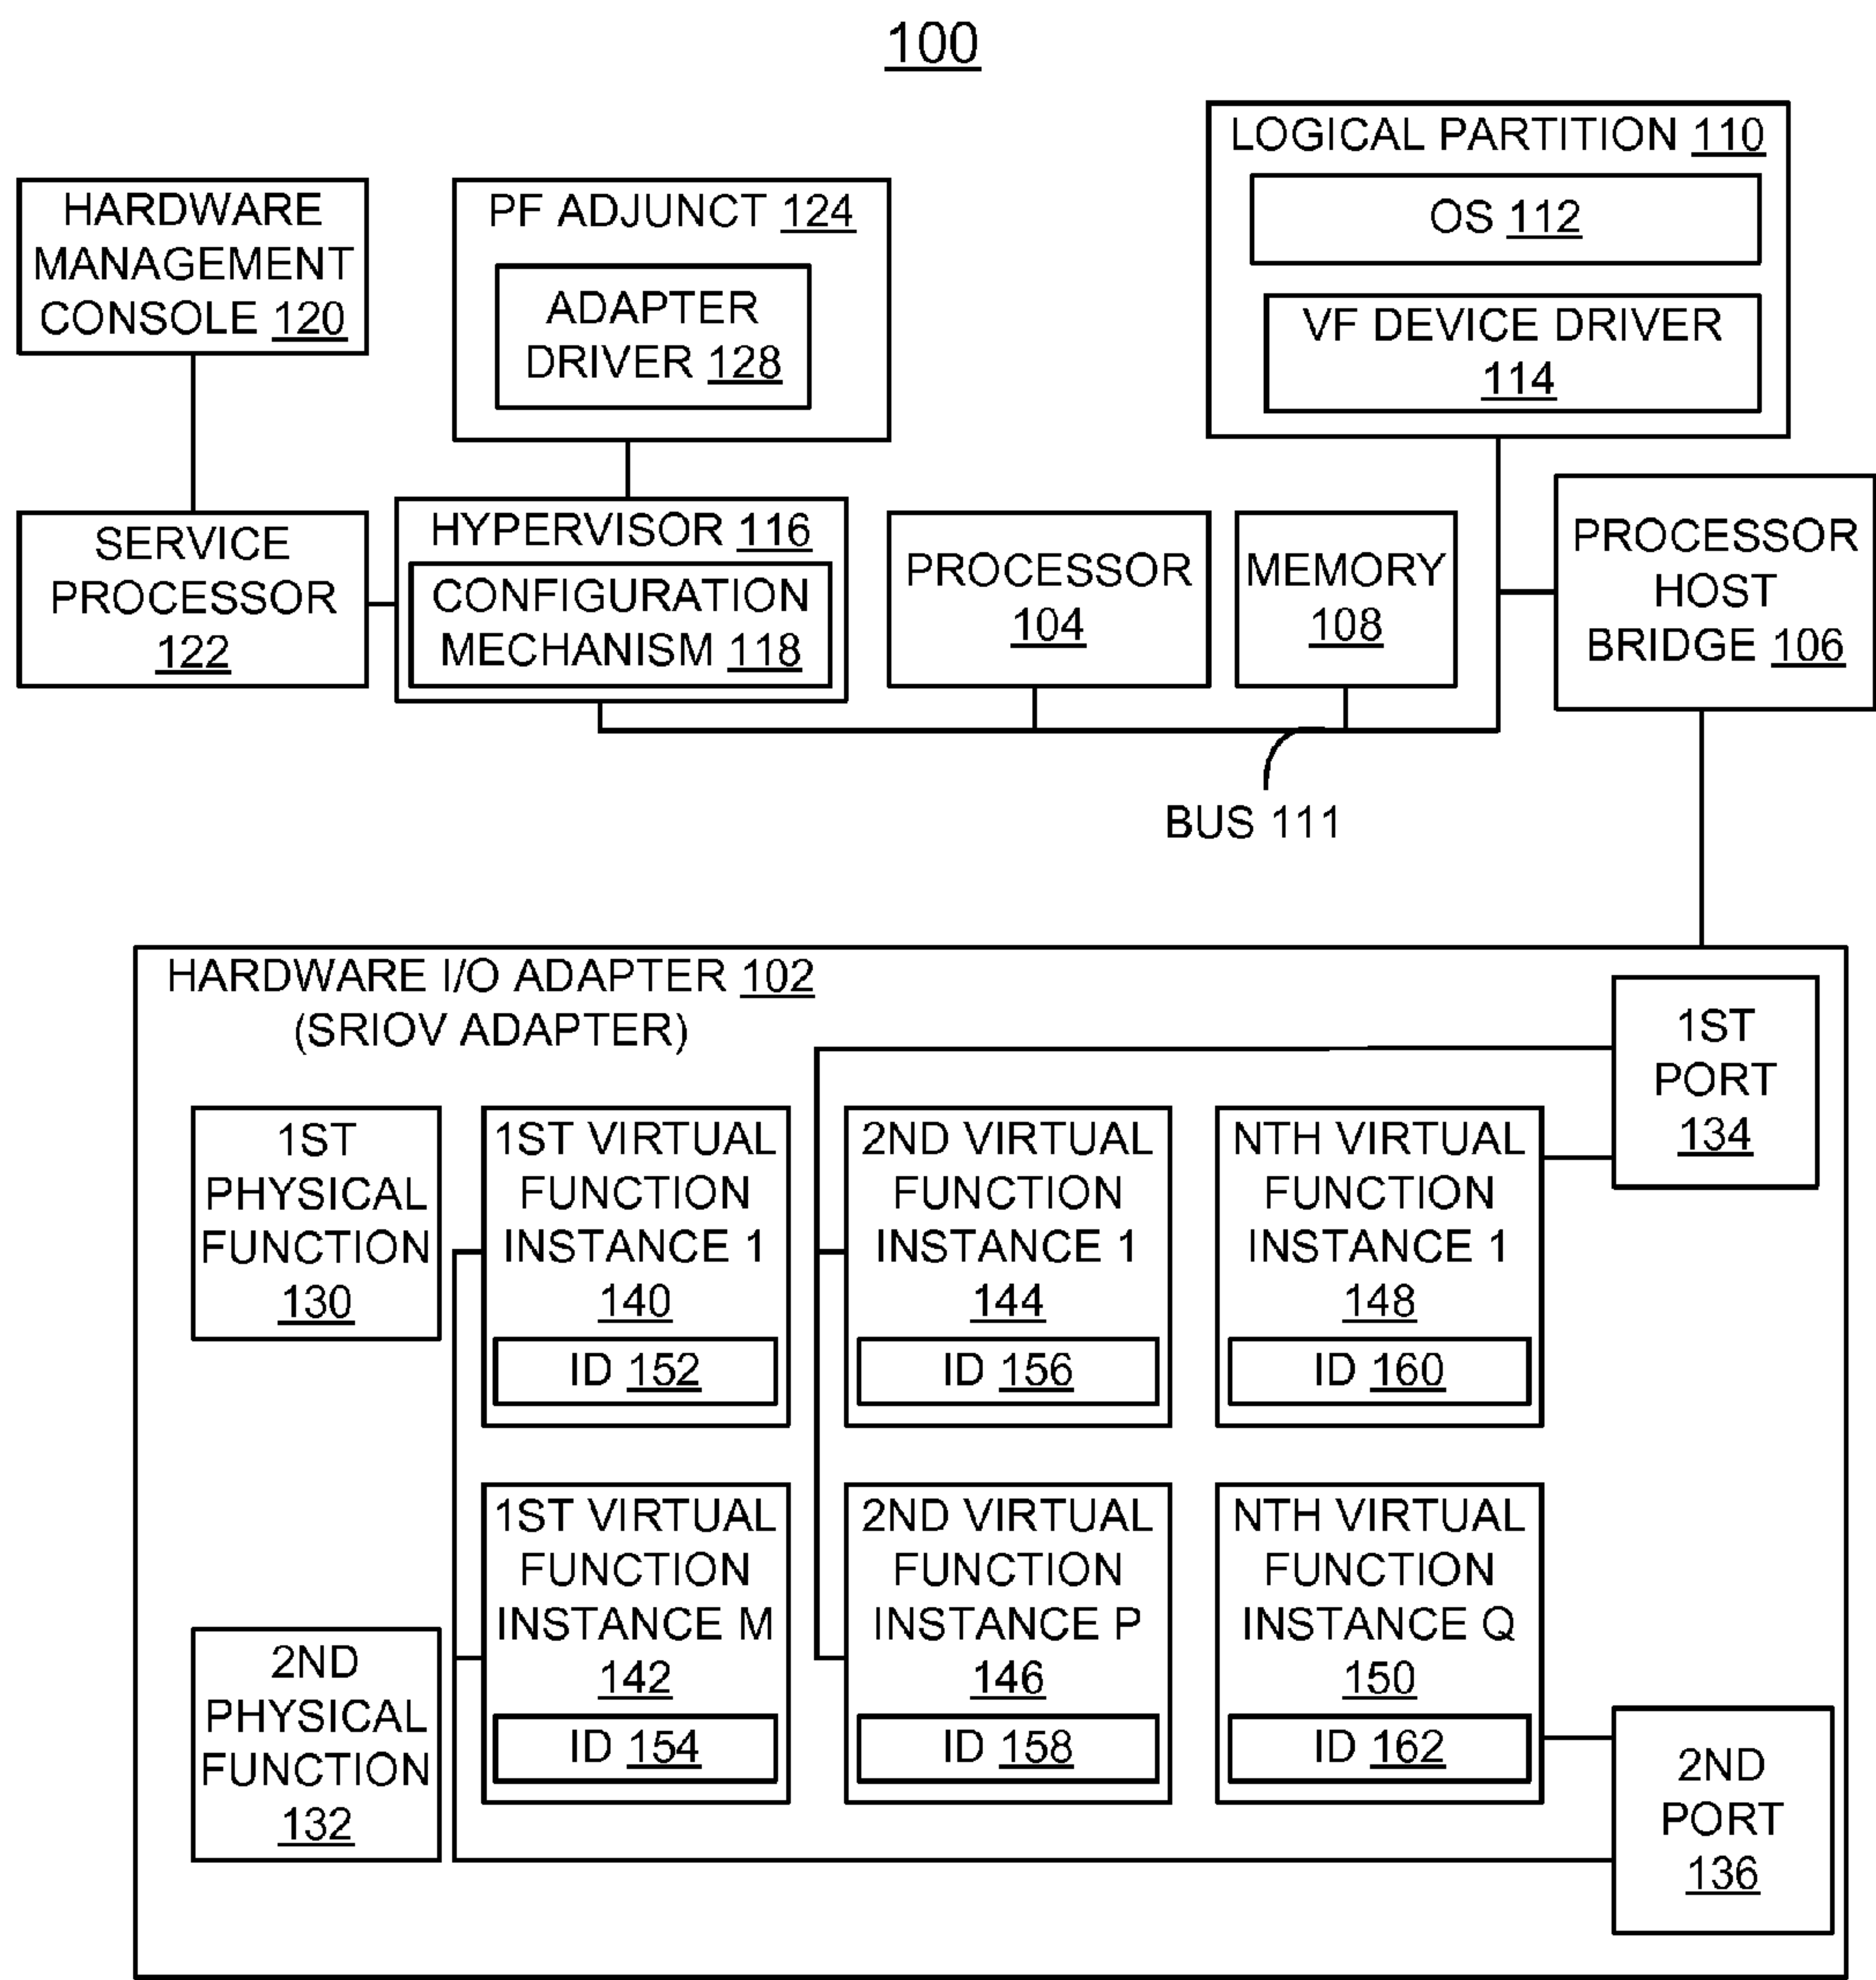 100
LOGICAL PARTITION 110
OS 112
VF DEVICE DRIVER
114
HARDWARE
MANAGEMENT
CONSOLE 120
PF ADJUNCT 124
ADAPTER
DRIVER 128
SERVICE
PROCESSOR
122
HYPERVISOR 116
CONFIGURATION
MECHANISM 118
PROCESSOR
104
MEMORY
108
PROCESSOR
HOST
BRIDGE 106
BUS 111
HARDWARE I/O ADAPTER 102
(SRIOV ADAPTER)
1ST
PORT
134
1ST
PHYSICAL
FUNCTION
130
1ST VIRTUAL
FUNCTION
INSTANCE 1
140
ID 152
2ND VIRTUAL
FUNCTION
INSTANCE 1
144
ID 156
NTH VIRTUAL
FUNCTION
INSTANCE 1
148
ID 160
2ND
PHYSICAL
FUNCTION
132
1ST VIRTUAL
FUNCTION
INSTANCE M
142
ID 154
2ND VIRTUAL
FUNCTION
INSTANCE P
146
ID 158
NTH VIRTUAL
FUNCTION
INSTANCE Q
150
ID 162
2ND
PORT
136